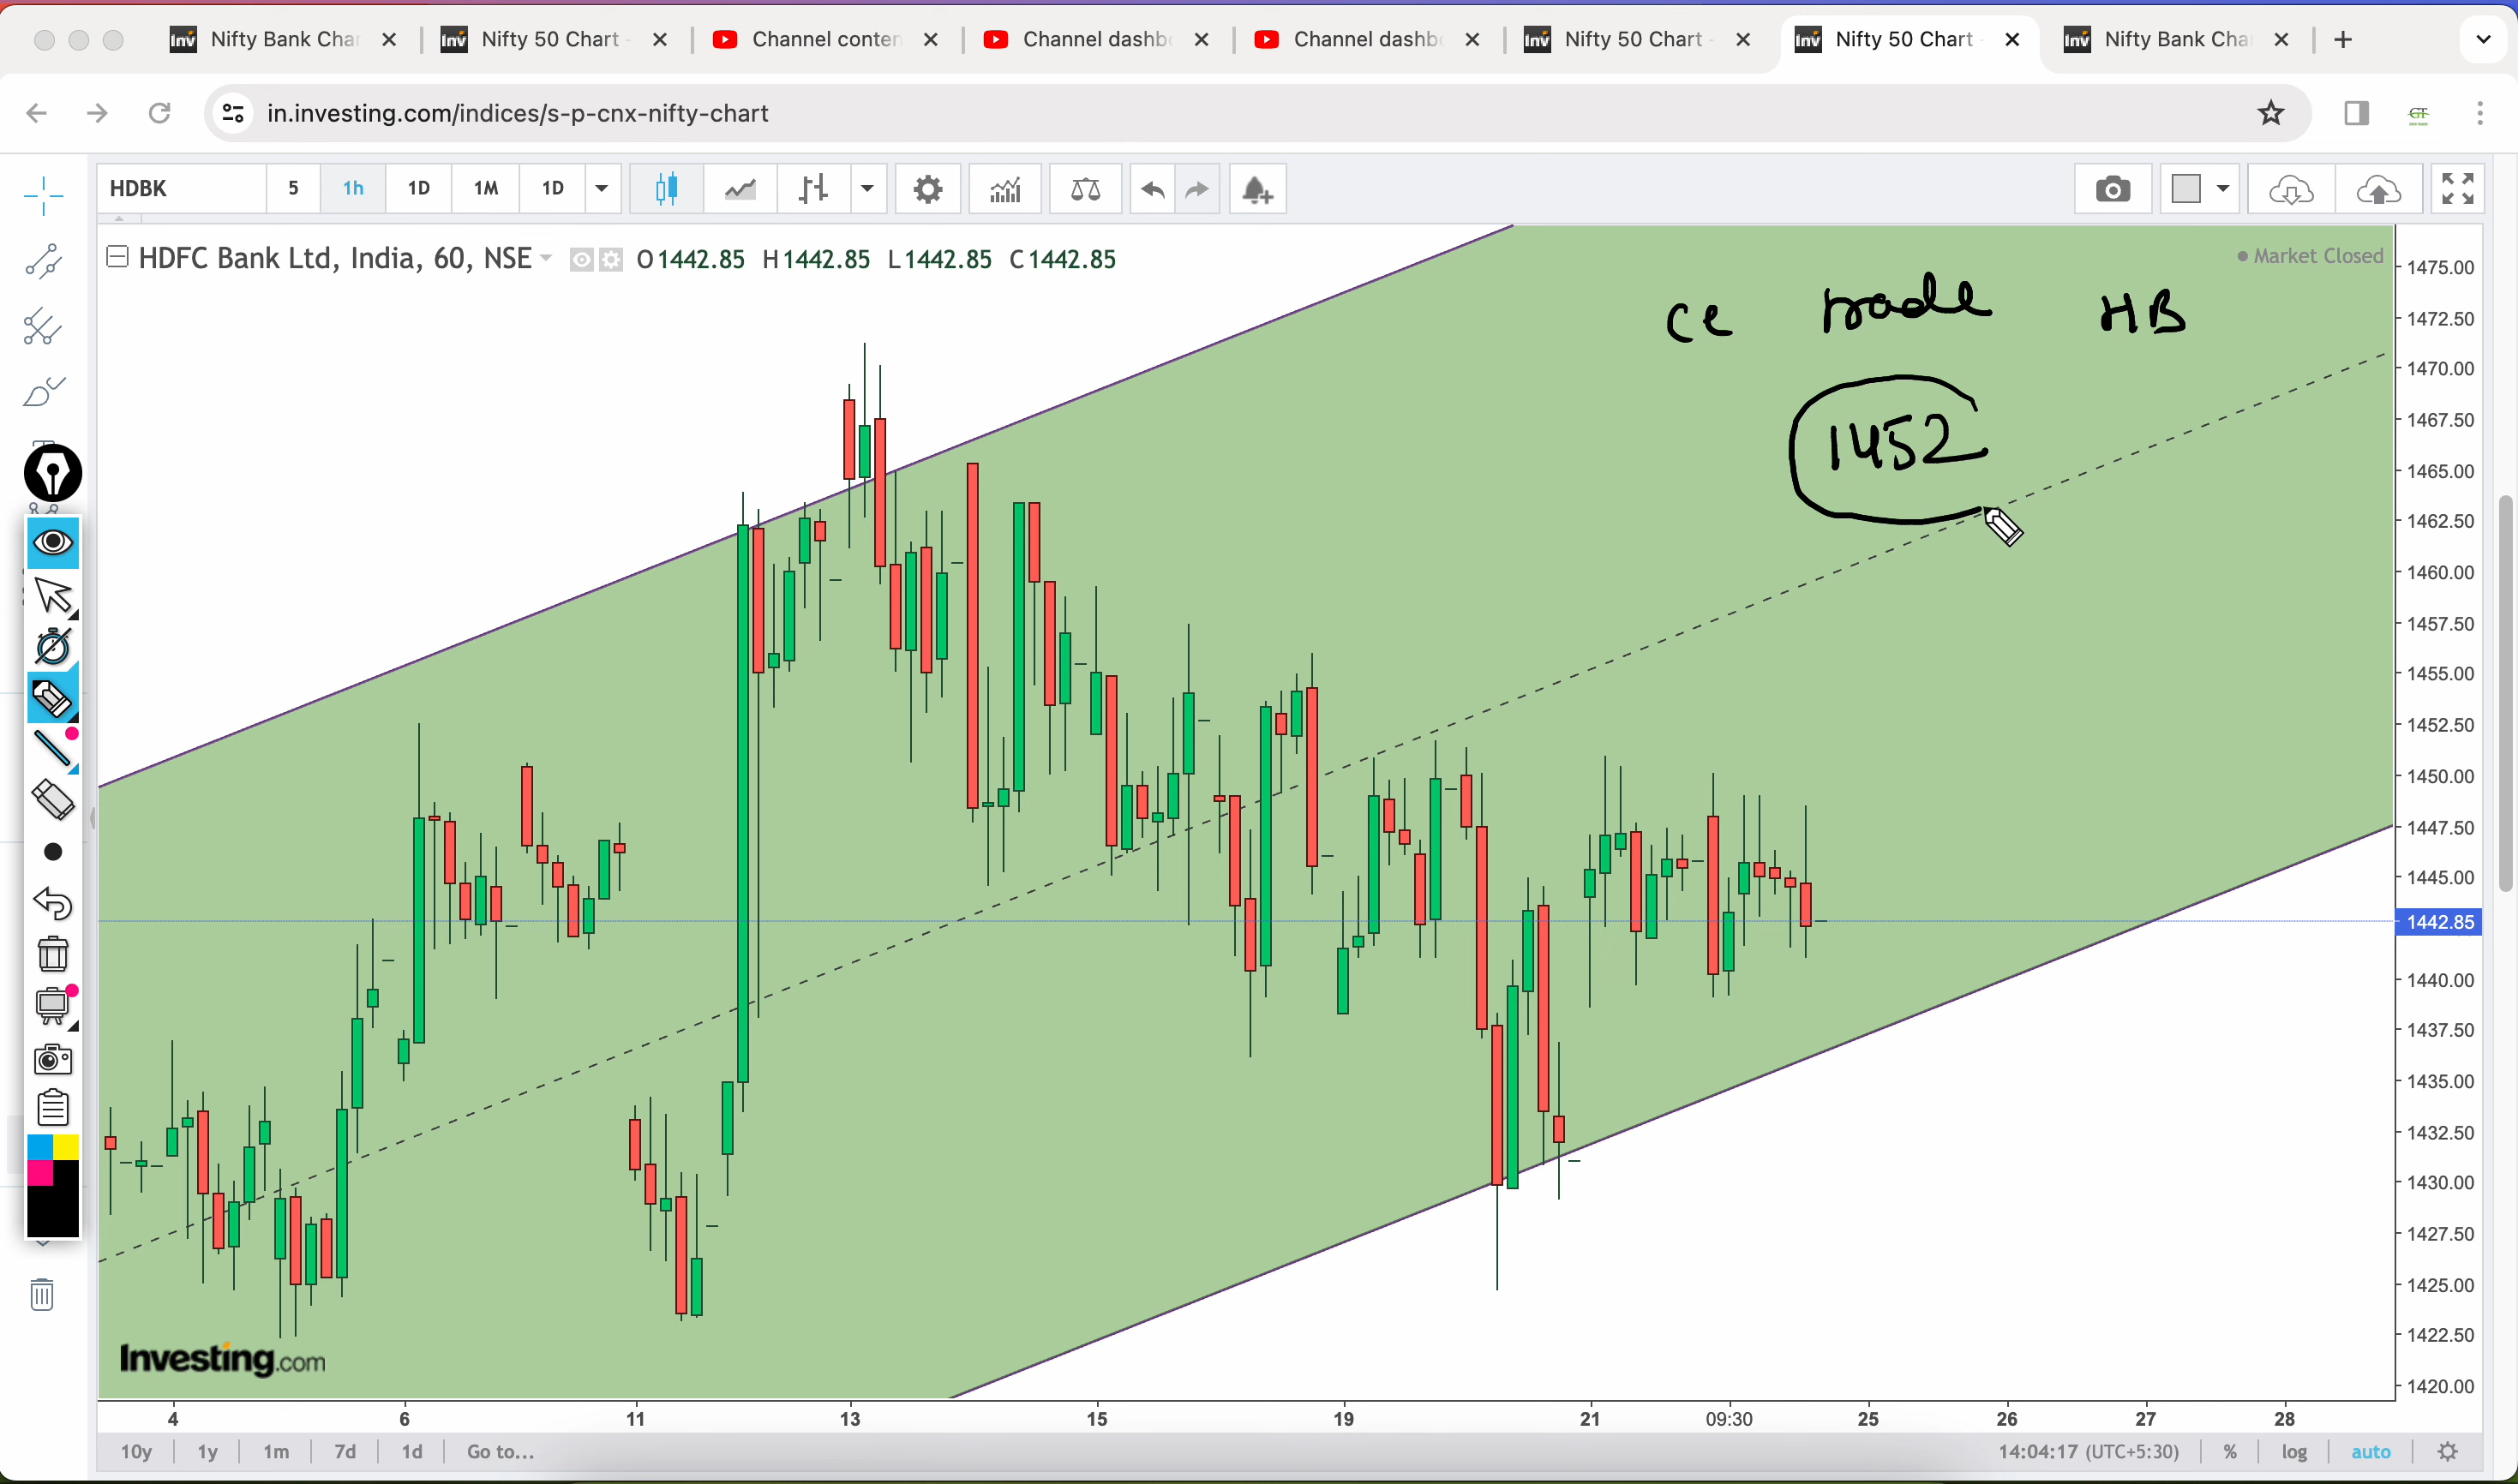 Nifty Bank Cha
Nifty 50 Chart -
Channel conten
Channel dashb
Channel dashb
Nifty 50 Chart -
Nifty 50 Chart -
Nifty Bank Cha
in.investing.com/indices/s-p-cnx-nifty-chart
HDBK 5 1h 1D 1M 1D
HDFC Bank Ltd, India, 60, NSE O 1442.85 H 1442.85 L 1442.85 C 1442.85
Market Closed
ce trade HB
1452
1475.00
1472.50
1470.00
1467.50
1465.00
1462.50
1460.00
1457.50
1455.00
1452.50
1450.00
1447.50
1445.00
1442.85
1440.00
1437.50
1435.00
1432.50
1430.00
1427.50
1425.00
1422.50
1420.00
Investing.com
4 6 11 13 15 19 21 09:30 25 26 27 28
10y 1y 1m 7d 1d Go to... 14:04:17 (UTC+5:30) % log auto